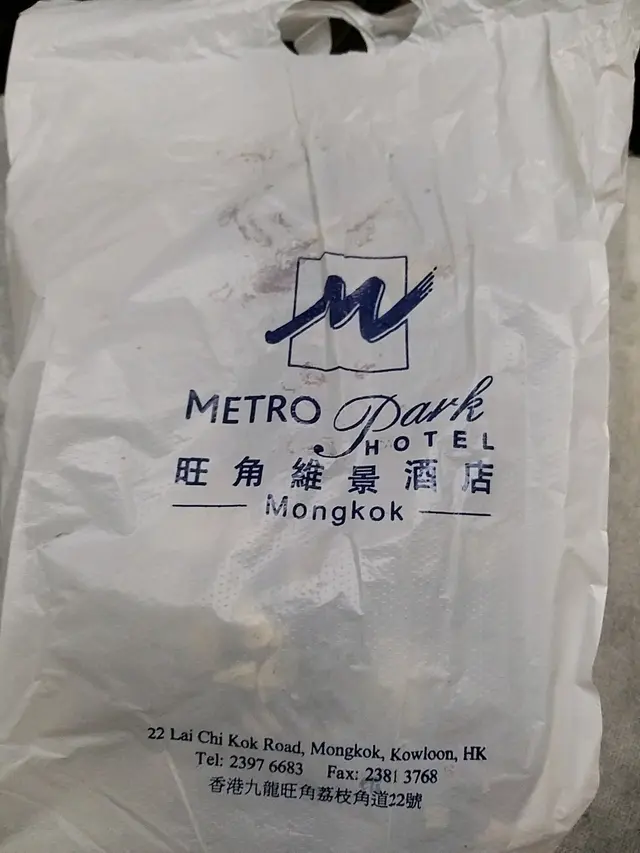 M
METRO Park
HOTEL
旺角維景酒店
Mongkok
22 Lai Chi Kok Road, Mongkok, Kowloon, HK
Tel: 2397 6683 Fax: 2381 3768
香港九龍旺角荔枝角道22號